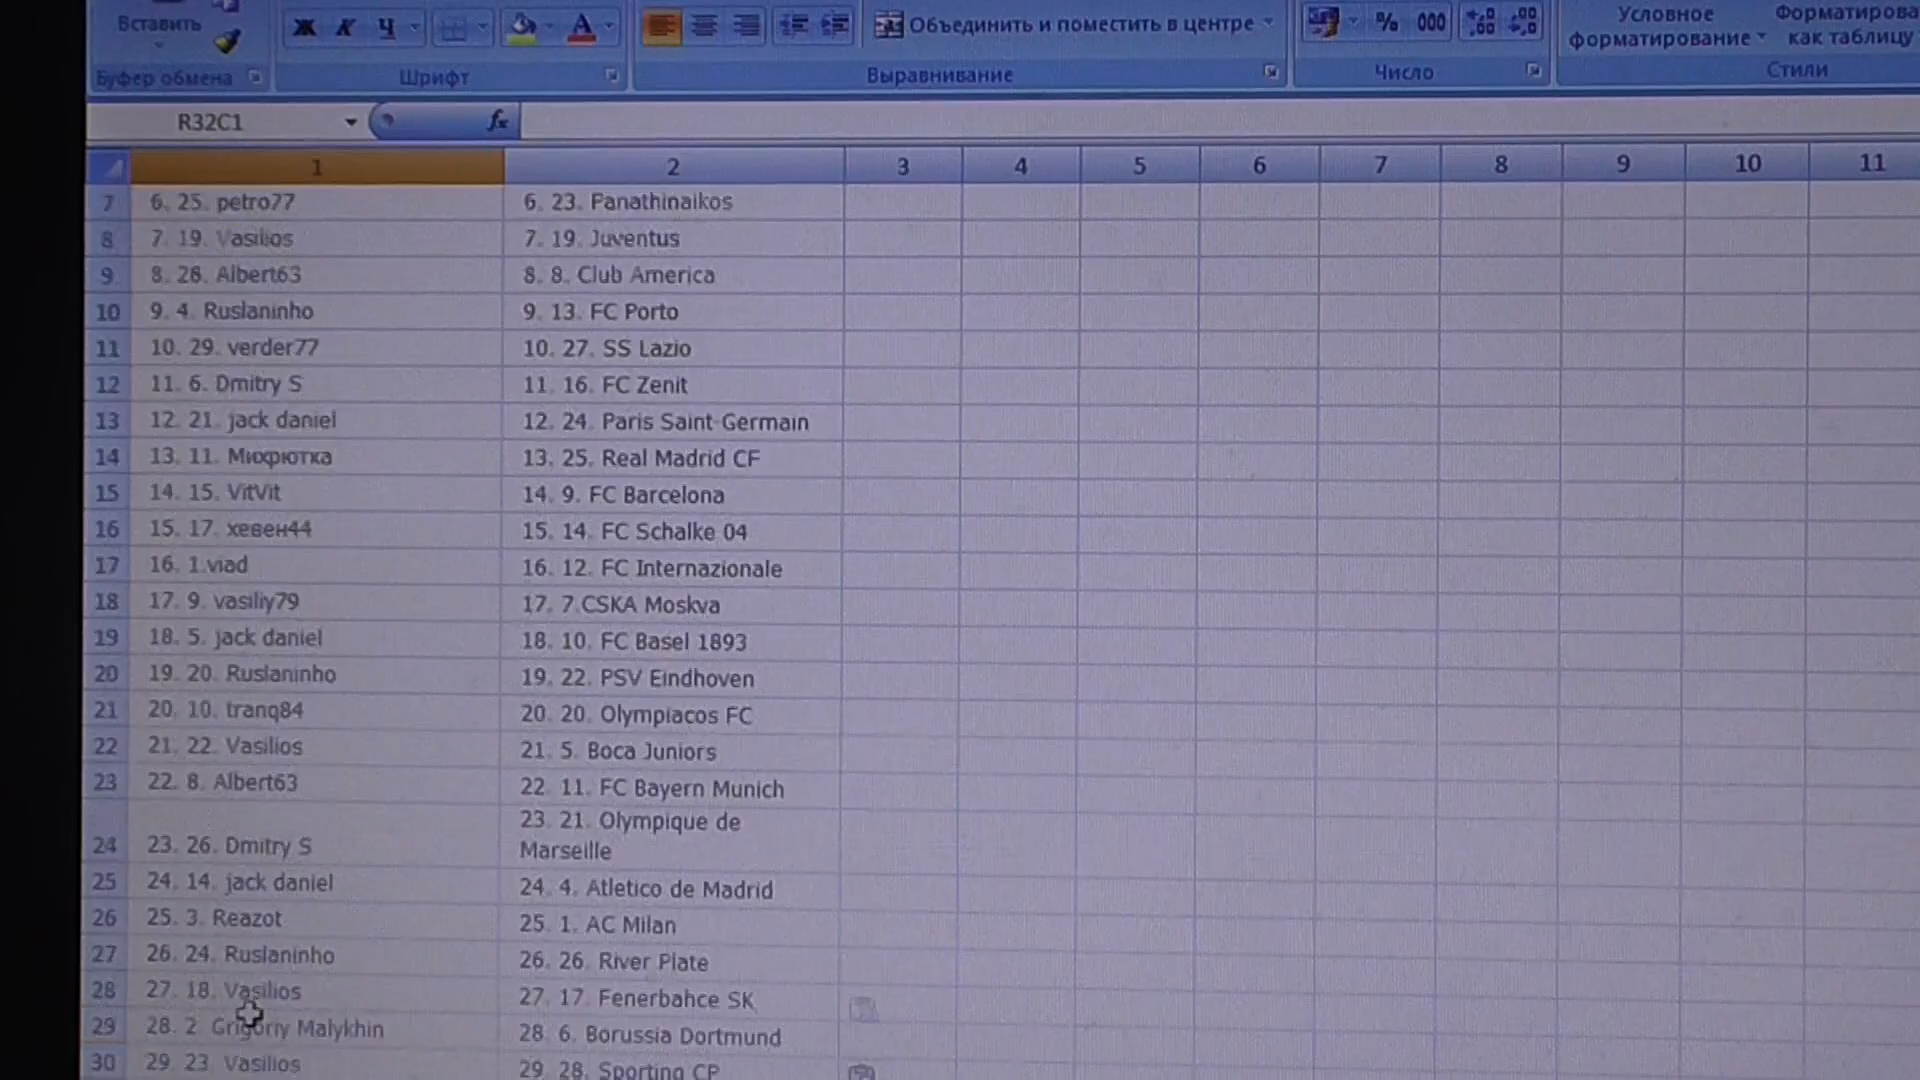 Вставить
Ж К Ч А
Объединить и поместить в центре
% 000
Условное форматирование
Форматирова
как таблицу
Буфер обмена
Шрифт
Выравнивание
Число
Стили
R32C1
fx
1 2 3 4 5 6 7 8 9 10 11
7 6. 25. petro77 6. 23. Panathinaikos
8 7. 19. Vasilios 7. 19. Juventus
9 8. 28. Albert63 8. 8. Club America
10 9. 4. Ruslaninho 9. 13. FC Porto
11 10. 29. verder77 10. 27. SS Lazio
12 11. 6. Dmitry S 11. 16. FC Zenit
13 12. 21. jack daniel 12. 24. Paris Saint-Germain
14 13. 11. Мюфютка 13. 25. Real Madrid CF
15 14. 15. VitVit 14. 9. FC Barcelona
16 15. 17. хевен44 15. 14. FC Schalke 04
17 16. 1.vlad 16. 12. FC Internazionale
18 17. 9. vasiliy79 17. 7.CSKA Moskva
19 18. 5. jack daniel 18. 10. FC Basel 1893
20 19. 20. Ruslaninho 19. 22. PSV Eindhoven
21 20. 10. tranq84 20. 20. Olympiacos FC
22 21. 22. Vasilios 21. 5. Boca Juniors
23 22. 8. Albert63 22. 11. FC Bayern Munich
24 23. 26. Dmitry S 23. 21. Olympique de
Marseille
25 24. 14. jack daniel 24. 4. Atletico de Madrid
26 25. 3. Reazot 25. 1. AC Milan
27 26. 24. Ruslaninho 26. 26. River Plate
28 27. 18. Vasilios 27. 17. Fenerbahce SK
29 28. 2. Grigoriy Malykhin 28. 6. Borussia Dortmund
30 29. 23. Vasilios 29. 28. Sporting CP